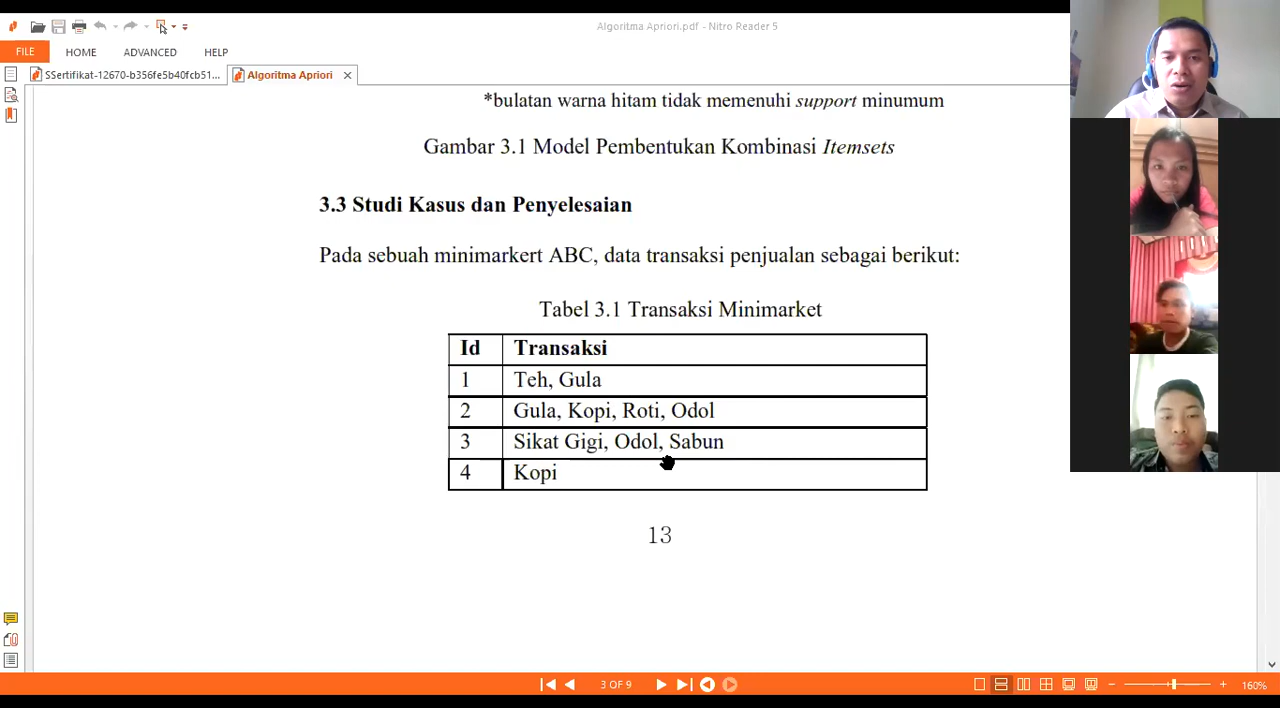 Algoritma Apriori.pdf - Nitro Reader 5
FILE
HOME
ADVANCED
HELP
SSertifikat-12670-b356fe5b40fcb51...
Algoritma Apriori
*bulatan warna hitam tidak memenuhi support minumum
Gambar 3.1 Model Pembentukan Kombinasi Itemsets
3.3 Studi Kasus dan Penyelesaian
Pada sebuah minimarkert ABC, data transaksi penjualan sebagai berikut:
Tabel 3.1 Transaksi Minimarket
Id Transaksi
1 Teh, Gula
2 Gula, Kopi, Roti, Odol
3 Sikat Gigi, Odol, Sabun
4 Kopi
13
3 OF 9
160%